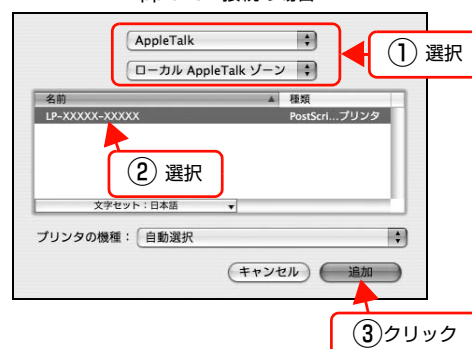 AppleTalk
① 選択
ローカル AppleTalk ゾーン
名前 種類
LP-XXXXX-XXXXX PostScri...プリンタ
② 選択
文字セット：日本語
プリンタの機種： 自動選択
キャンセル 追加
③クリック